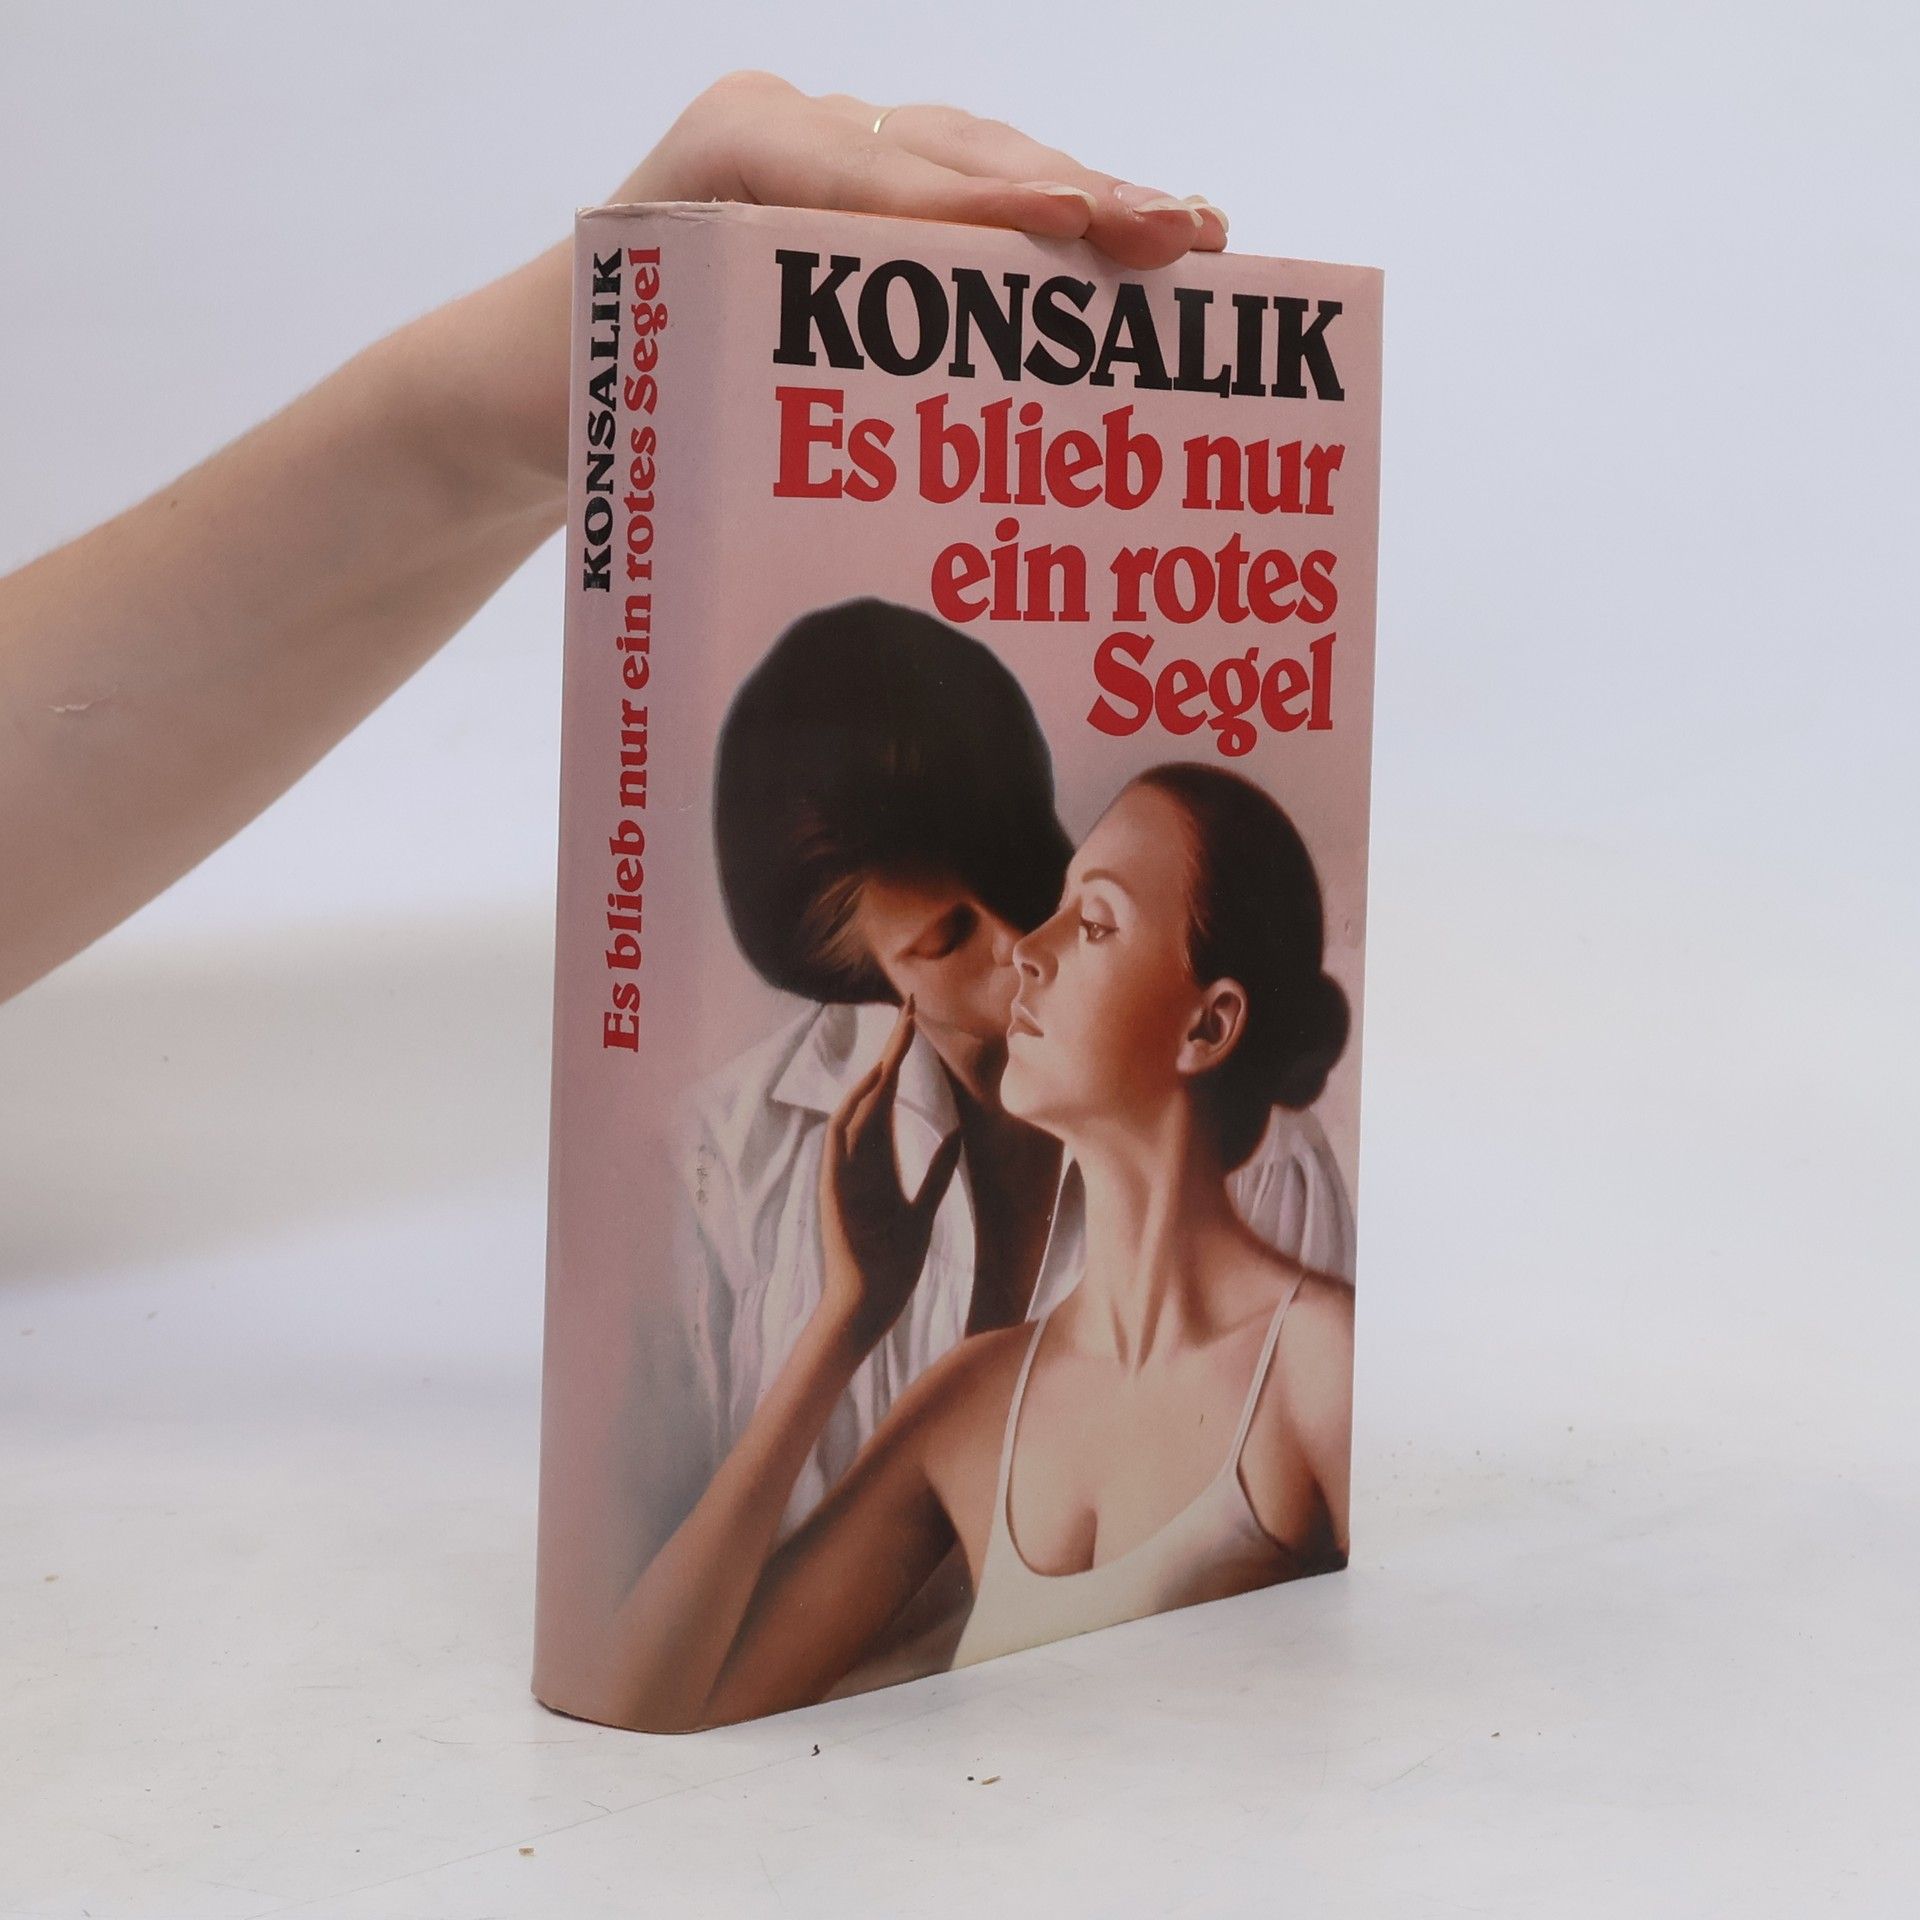 KONSALIK
Es blieb nur ein rotes Segel
KONSALIK
Es blieb nur
ein rotes
Segel